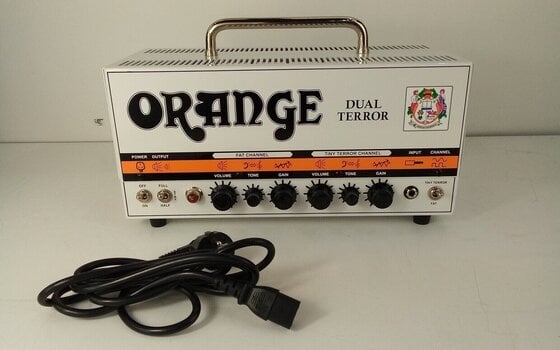 ORANGE
DUAL
TERROR
POWER OUTPUT
FAT CHANNEL
TINY TERROR CHANNEL
INPUT CHANNEL
VOLUME TONE GAIN VOLUME TONE GAIN
OFF FULL
TINY TERROR
ON HALF
FAT